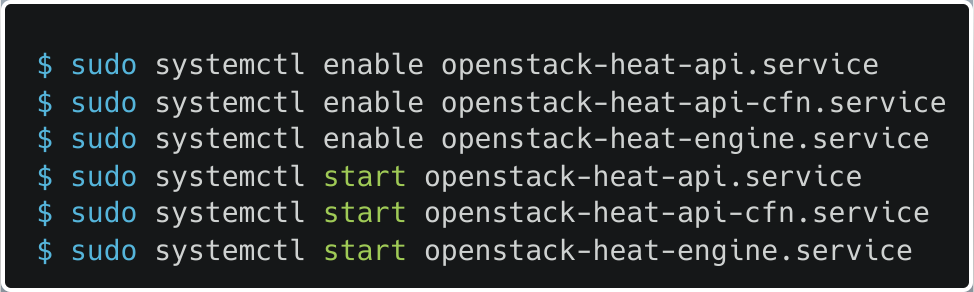 $ sudo systemctl enable openstack-heat-api.service
$ sudo systemctl enable openstack-heat-api-cfn.service
$ sudo systemctl enable openstack-heat-engine.service
$ sudo systemctl start openstack-heat-api.service
$ sudo systemctl start openstack-heat-api-cfn.service
$ sudo systemctl start openstack-heat-engine.service